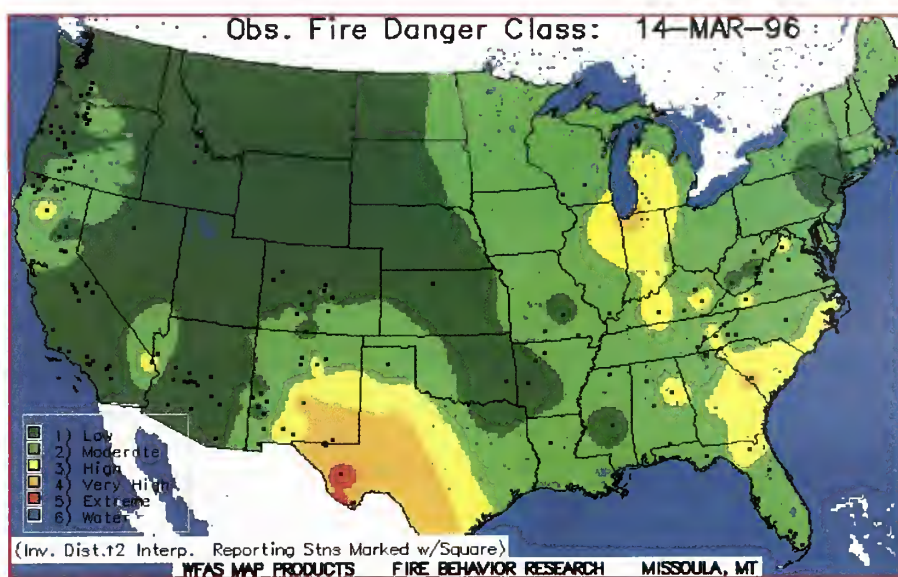 Obs. Fire Danger Class: 14-MAR-96
1) Low
2) Moderate
3) High
4) Very High
5) Extreme
6) Water
(Inv. Dist.↑2 Interp. Reporting Stns Marked w/Square)
WFAS MAP PRODUCTS FIRE BEHAVIOR RESEARCH MISSOULA, MT